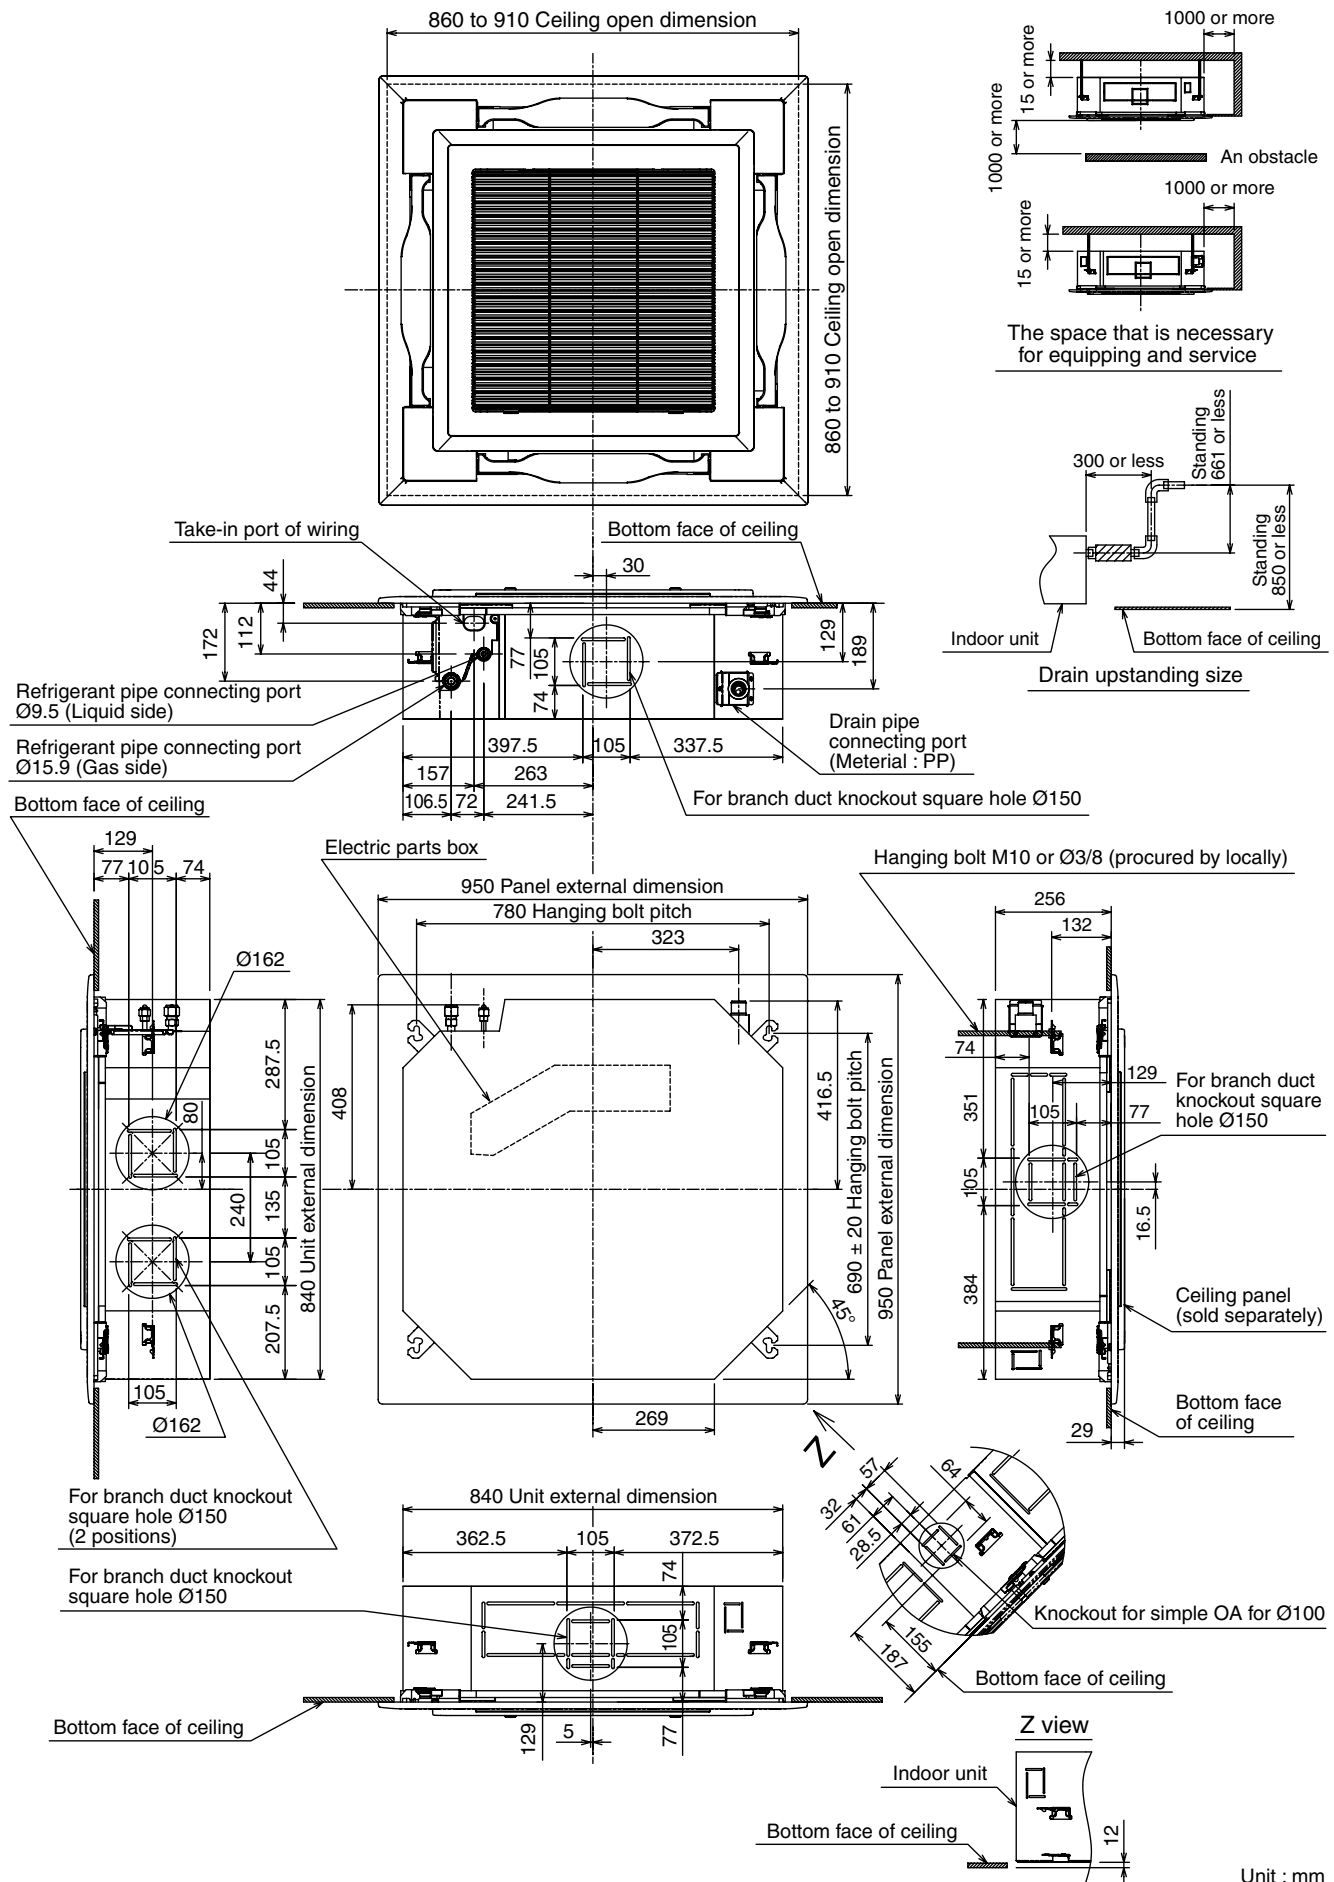 860 to 910 Ceiling open dimension
860 to 910 Ceiling open dimension
1000 or more
15 or more
1000 or more
An obstacle
1000 or more
15 or more
The space that is necessary
for equipping and service
300 or less
Standing
661 or less
Standing
850 or less
Indoor unit
Bottom face of ceiling
Drain upstanding size
Take-in port of wiring
Bottom face of ceiling
30
44
172
112
77
105
74
129
189
Refrigerant pipe connecting port
Ø9.5 (Liquid side)
Refrigerant pipe connecting port
Ø15.9 (Gas side)
397.5
105
337.5
157
263
106.5
72
241.5
Drain pipe
connecting port
(Meterial : PP)
For branch duct knockout square hole Ø150
Bottom face of ceiling
129
77
105
74
Ø162
287.5
80
105
135
240
105
207.5
840 Unit external dimension
105
Ø162
For branch duct knockout
square hole Ø150
(2 positions)
Electric parts box
950 Panel external dimension
780 Hanging bolt pitch
323
408
416.5
690 ± 20 Hanging bolt pitch
950 Panel external dimension
45°
269
Z
Hanging bolt M10 or Ø3/8 (procured by locally)
256
132
74
129
351
105
77
105
16.5
384
For branch duct
knockout square
hole Ø150
Ceiling panel
(sold separately)
Bottom face
of ceiling
29
For branch duct knockout
square hole Ø150
840 Unit external dimension
362.5
105
372.5
74
105
129
5
77
Bottom face of ceiling
57
64
32
61
28.5
155
187
Knockout for simple OA for Ø100
Bottom face of ceiling
Z view
Indoor unit
Bottom face of ceiling
12
Unit : mm